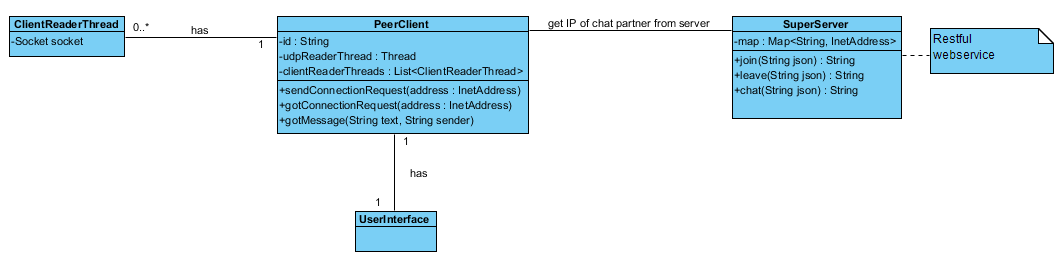 ClientReaderThread
-Socket socket
0..*
has
1
PeerClient
-id : String
-udpReaderThread : Thread
-clientReaderThreads : List<ClientReaderThread>
+sendConnectionRequest(address : InetAddress)
+gotConnectionRequest(address : InetAddress)
+gotMessage(String text, String sender)
get IP of chat partner from server
SuperServer
-map : Map<String, InetAddress>
+join(String json) : String
+leave(String json) : String
+chat(String json) : String
Restful
webservice
1
has
1
UserInterface